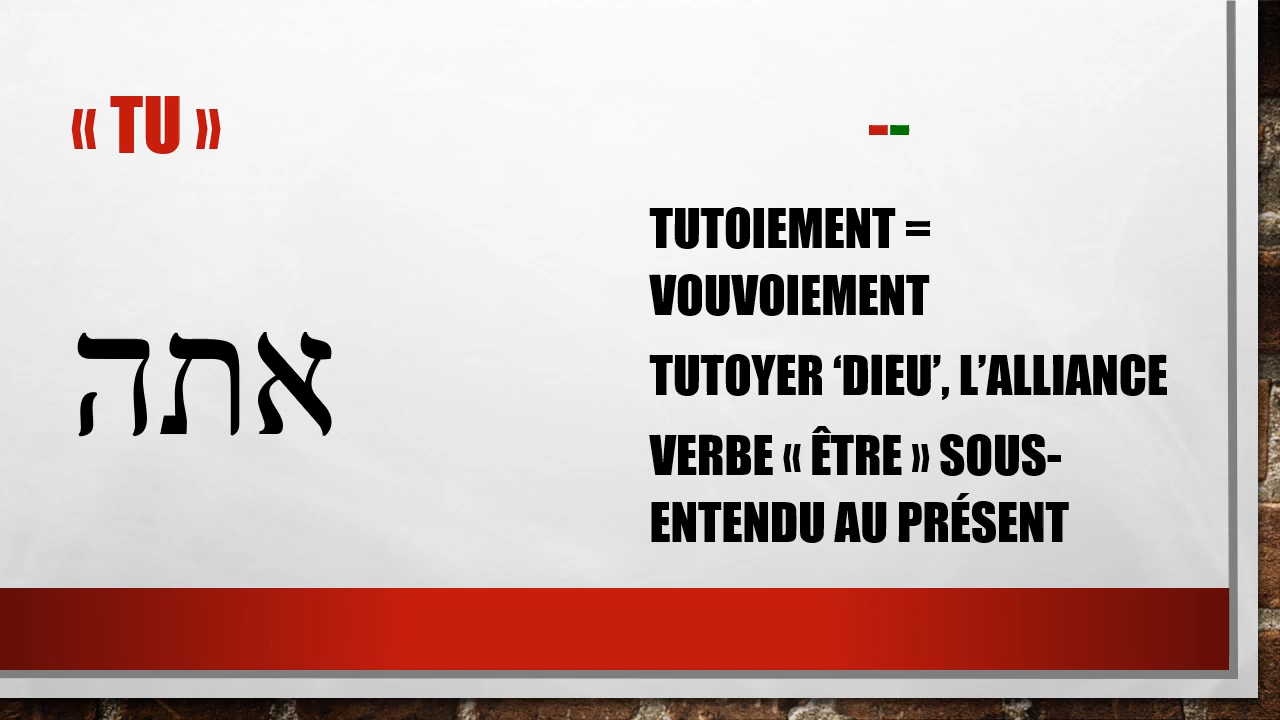 « TU »
--
אתה
TUTOIEMENT =
VOUVOIEMENT
TUTOYER ‘DIEU’, L’ALLIANCE
VERBE « ÊTRE » SOUS-
ENTENDU AU PRÉSENT